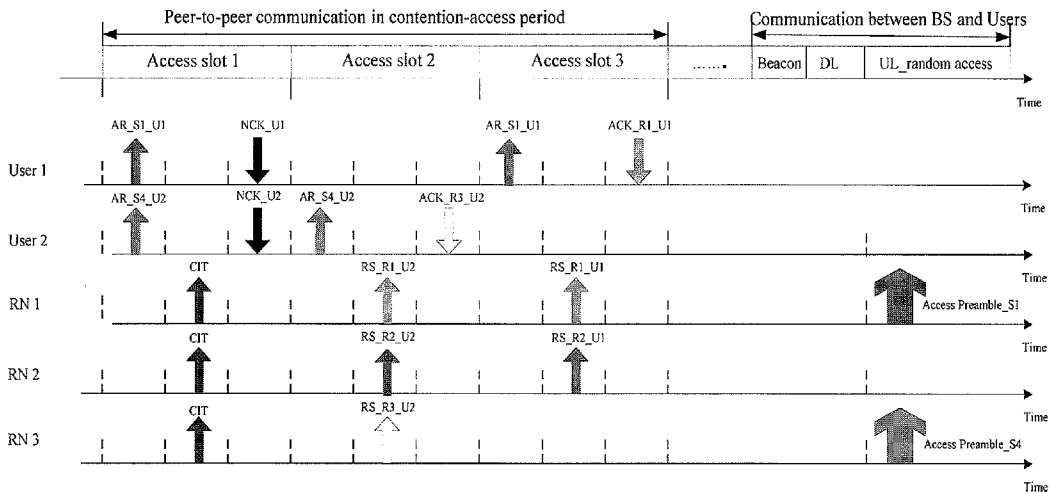 Peer-to-peer communication in contention-access period
Communication between BS and Users
Access slot 1 Access slot 2 Access slot 3 ....... Beacon DL UL_random access
Time
AR_S1_U1 NCK_U1 AR_S1_U1 ACK_R1_U1
User 1
Time
AR_S4_U2 NCK_U2 AR_S4_U2 ACK_R3_U2
User 2
Time
CIT RS_R1_U2 RS_R1_U1
RN 1 Access Preamble_S1
Time
CIT RS_R2_U2 RS_R2_U1
RN 2
Time
CIT RS_R3_U2
RN 3 Access Preamble_S4
Time